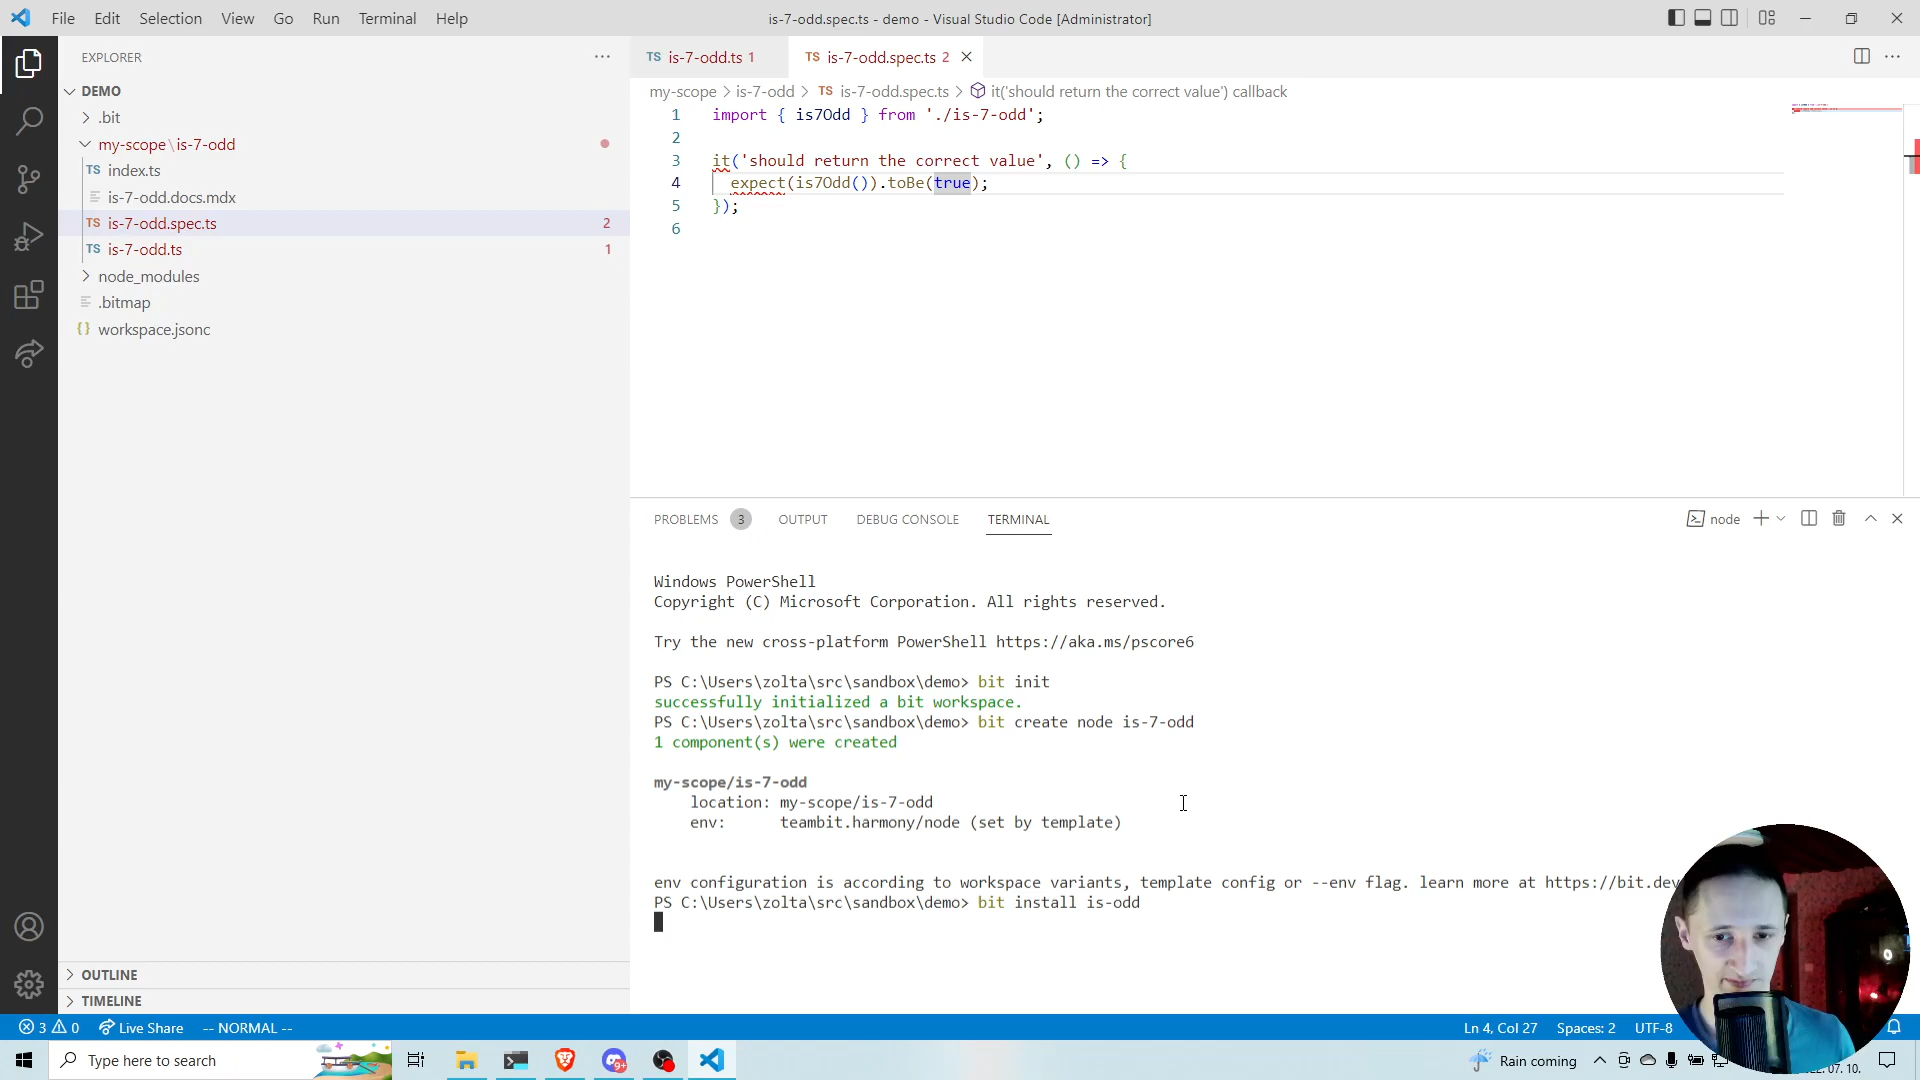 File Edit Selection View Go Run Terminal Help
is-7-odd.spec.ts - demo - Visual Studio Code [Administrator]
EXPLORER
DEMO
.bit
my-scope\is-7-odd
TS index.ts
is-7-odd.docs.mdx
TS is-7-odd.spec.ts 2
TS is-7-odd.ts 1
node_modules
.bitmap
{} workspace.jsonc
OUTLINE
TIMELINE
TS is-7-odd.ts 1
TS is-7-odd.spec.ts 2
my-scope > is-7-odd > TS is-7-odd.spec.ts > it('should return the correct value') callback
1 import { is7Odd } from './is-7-odd';
2
3 it('should return the correct value', () => {
4 expect(is7Odd()).toBe(true);
5 });
6
PROBLEMS 3 OUTPUT DEBUG CONSOLE TERMINAL
node
Windows PowerShell
Copyright (C) Microsoft Corporation. All rights reserved.
Try the new cross-platform PowerShell https://aka.ms/pscore6
PS C:\Users\zolta\src\sandbox\demo> bit init
successfully initialized a bit workspace.
PS C:\Users\zolta\src\sandbox\demo> bit create node is-7-odd
1 component(s) were created
my-scope/is-7-odd
location: my-scope/is-7-odd
env: teambit.harmony/node (set by template)
env configuration is according to workspace variants, template config or --env flag. learn more at https://bit.dev
PS C:\Users\zolta\src\sandbox\demo> bit install is-odd
3 0 Live Share -- NORMAL --
Ln 4, Col 27 Spaces: 2 UTF-8
Type here to search
9+
Rain coming
07. 10.